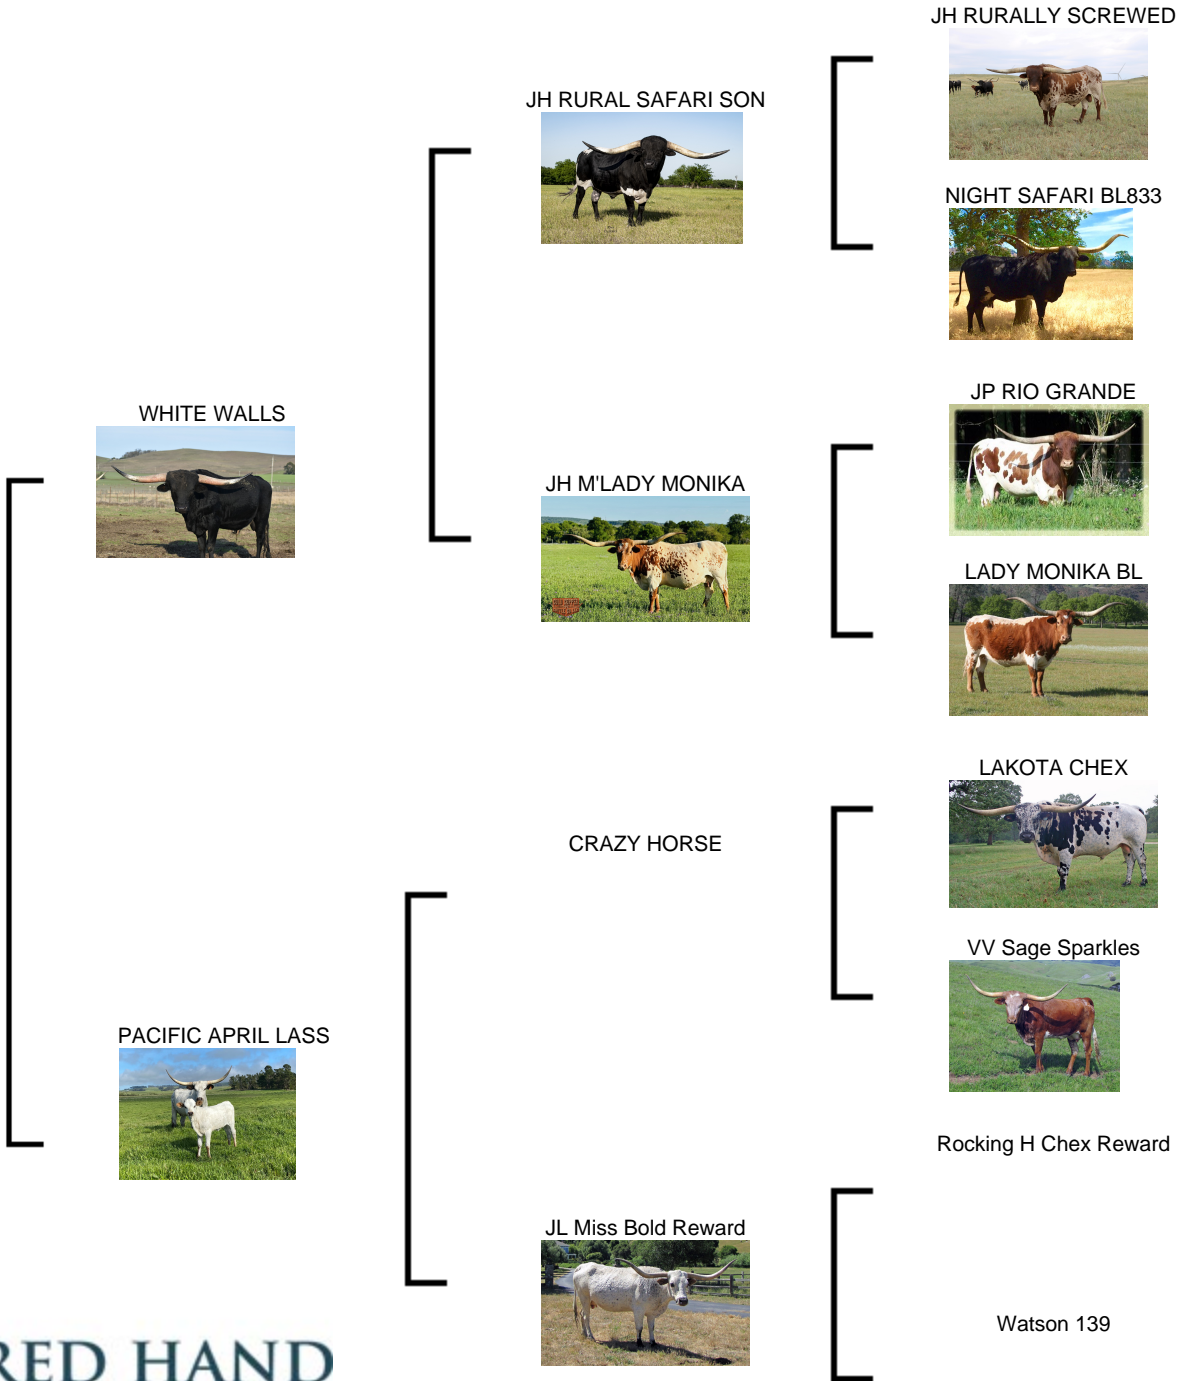 JH RURALLY SCREWED
JH RURAL SAFARI SON
NIGHT SAFARI BL833
JP RIO GRANDE
WHITE WALLS
JH M'LADY MONIKA
LADY MONIKA BL
LAKOTA CHEX
CRAZY HORSE
VV Sage Sparkles
PACIFIC APRIL LASS
Rocking H Chex Reward
JL Miss Bold Reward
Watson 139
RED HAND